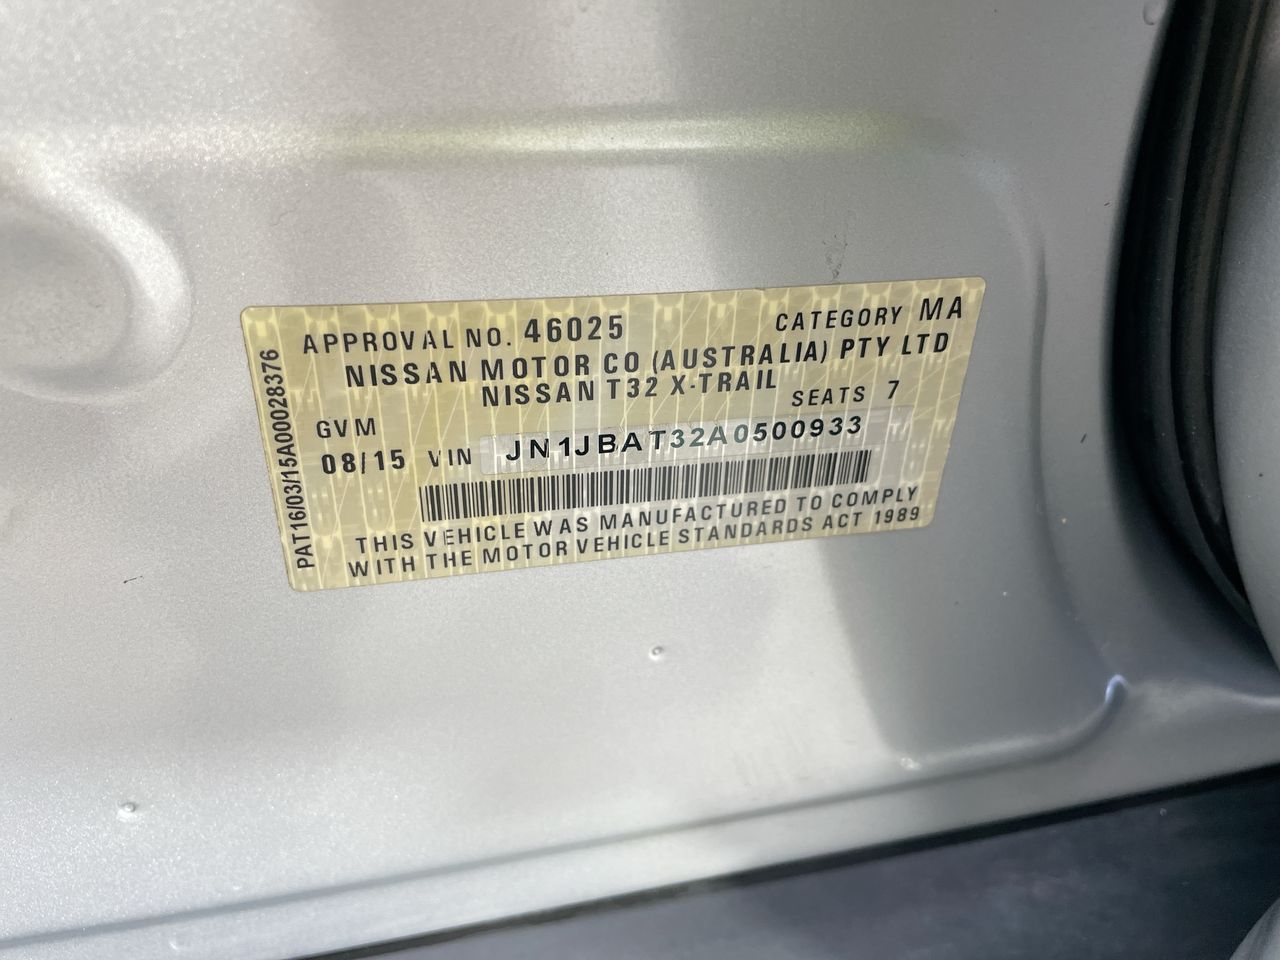 APPROVAL NO. 46025 CATEGORY MA
NISSAN MOTOR CO (AUSTRALIA) PTY LTD
NISSAN T32 X-TRAIL
SEATS 7
GVM
08/15 VIN JN1JBAT32A0500933
THIS VEHICLE WAS MANUFACTURED TO COMPLY
WITH THE MOTOR VEHICLE STANDARDS ACT 1989
PAT16/03/15A00028376